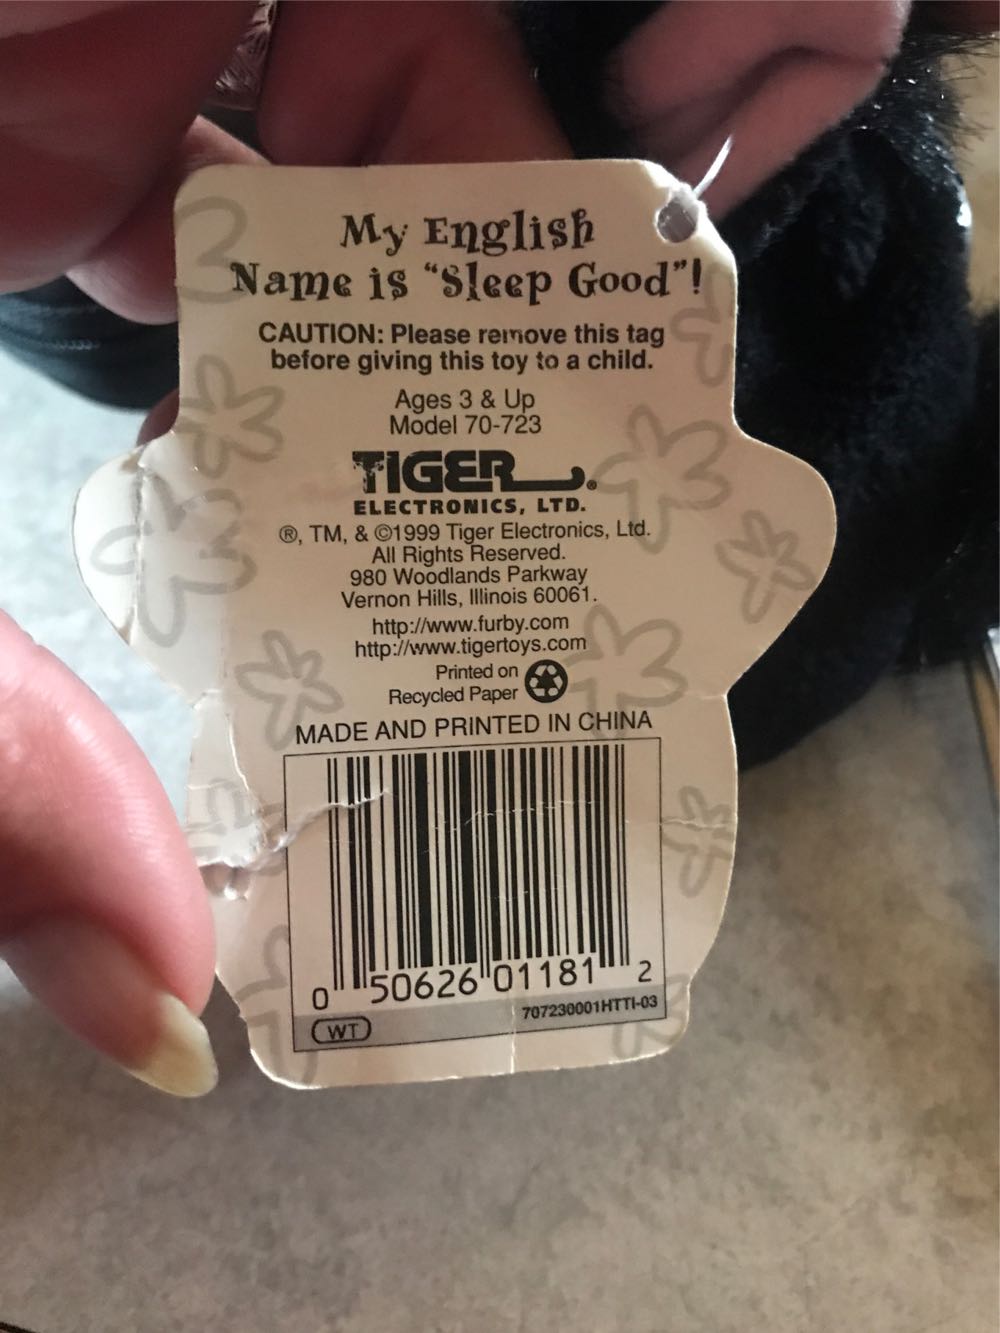 My English
Name is "Sleep Good"!
CAUTION: Please remove this tag
before giving this toy to a child.
Ages 3 & Up
Model 70-723
TIGER®
ELECTRONICS, LTD.
®, TM, & ©1999 Tiger Electronics, Ltd.
All Rights Reserved.
980 Woodlands Parkway
Vernon Hills, Illinois 60061.
http://www.furby.com
http://www.tigertoys.com
Printed on
Recycled Paper
MADE AND PRINTED IN CHINA
0 50626 01181 2
707230001HTTI-03
WT